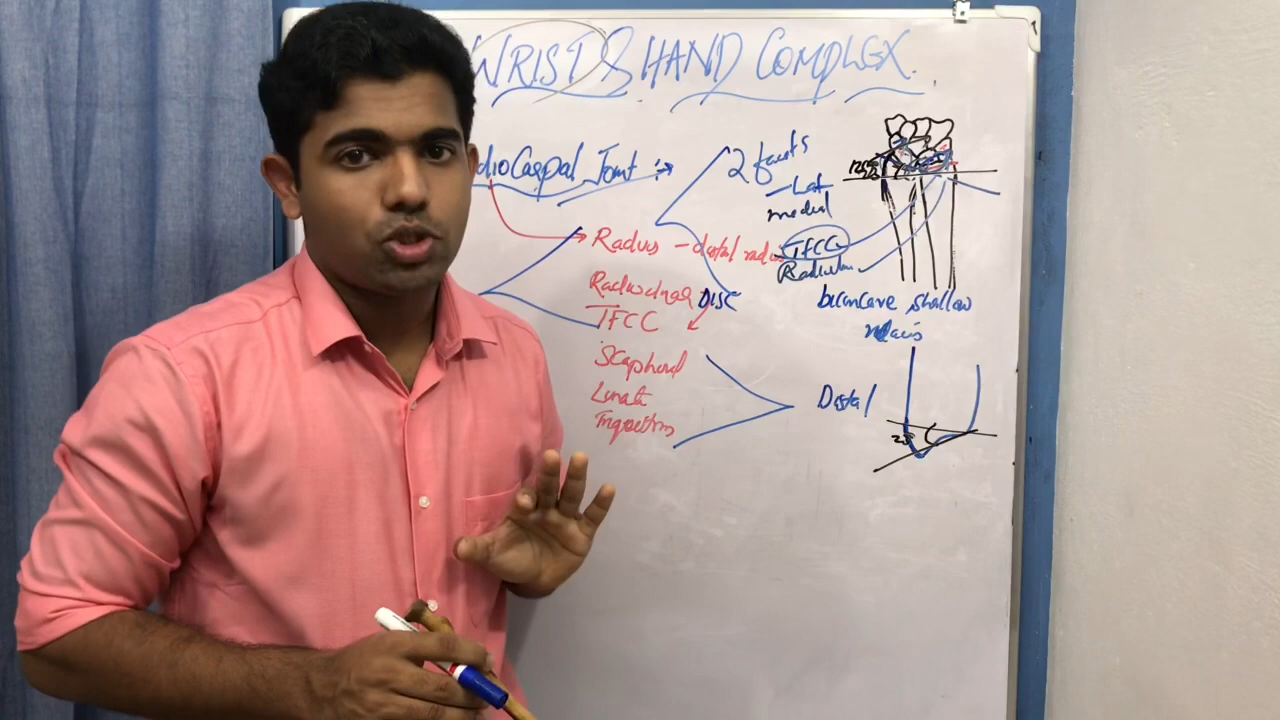 WRIST & HAND COMPLEX.
dioCarpal Joint :→
2 facets
- Lat
medial
Radius - distal radius
TFCC
Radioulnar DISC
TFCC
biconcave shallow
Scaphoid
Lunate
Triquetrum
Distal